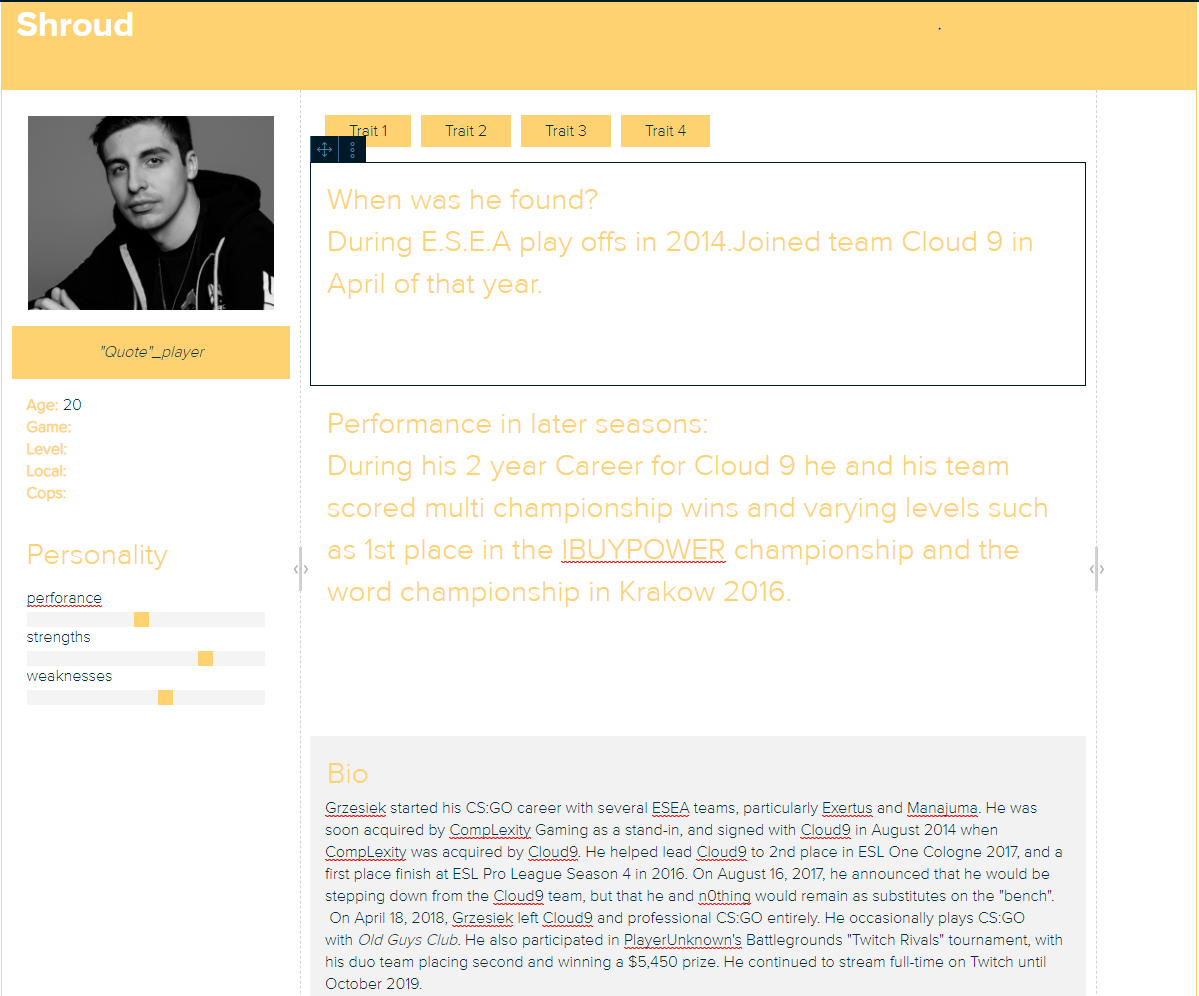 Shroud
Trait 1
Trait 2
Trait 3
Trait 4
"Quote"_player
Age: 20
Game:
Level:
Local:
Cops:
Personality
perforance
strengths
weaknesses
When was he found?
During E.S.E.A play offs in 2014.Joined team Cloud 9 in
April of that year.
Performance in later seasons:
During his 2 year Career for Cloud 9 he and his team
scored multi championship wins and varying levels such
as 1st place in the IBUYPOWER championship and the
word championship in Krakow 2016.
Bio
Grzesiek started his CS:GO career with several ESEA teams, particularly Exertus and Manajuma. He was
soon acquired by CompLexity Gaming as a stand-in, and signed with Cloud9 in August 2014 when
CompLexity was acquired by Cloud9. He helped lead Cloud9 to 2nd place in ESL One Cologne 2017, and a
first place finish at ESL Pro League Season 4 in 2016. On August 16, 2017, he announced that he would be
stepping down from the Cloud9 team, but that he and n0thing would remain as substitutes on the "bench".
On April 18, 2018, Grzesiek left Cloud9 and professional CS:GO entirely. He occasionally plays CS:GO
with Old Guys Club. He also participated in PlayerUnknown's Battlegrounds "Twitch Rivals" tournament, with
his duo team placing second and winning a $5,450 prize. He continued to stream full-time on Twitch until
October 2019.